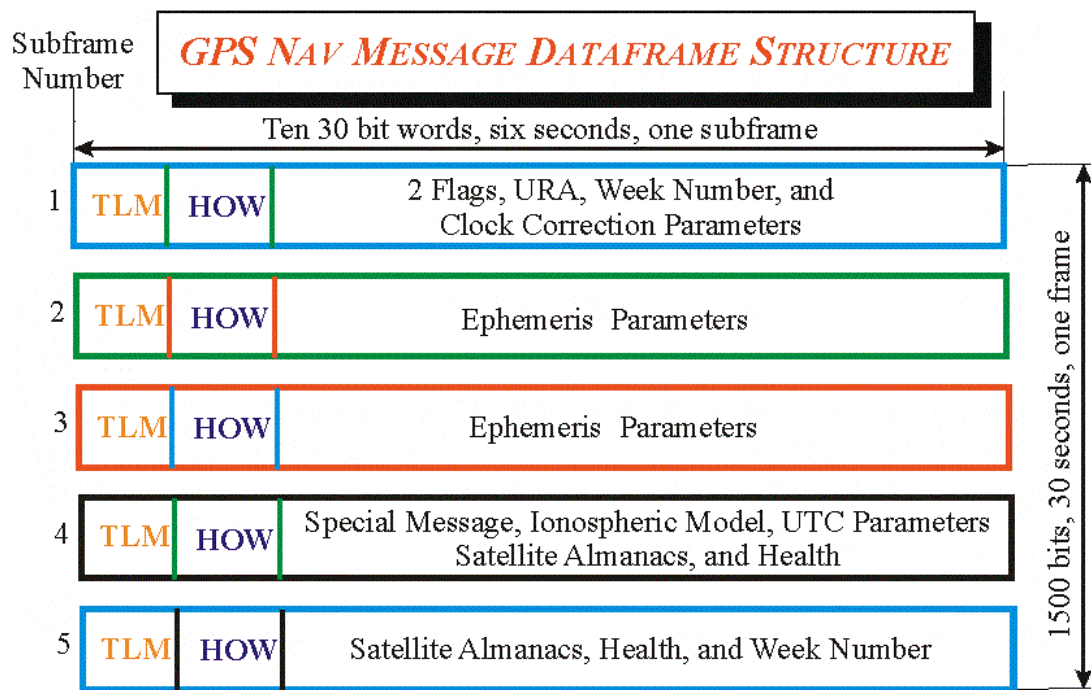 Subframe
Number
GPS NAV MESSAGE DATAFRAME STRUCTURE
Ten 30 bit words, six seconds, one subframe
1
TLM
HOW
2 Flags, URA, Week Number, and
Clock Correction Parameters
2
TLM
HOW
Ephemeris Parameters
3
TLM
HOW
Ephemeris Parameters
4
TLM
HOW
Special Message, Ionospheric Model, UTC Parameters
Satellite Almanacs, and Health
5
TLM
HOW
Satellite Almanacs, Health, and Week Number
1500 bits, 30 seconds, one frame